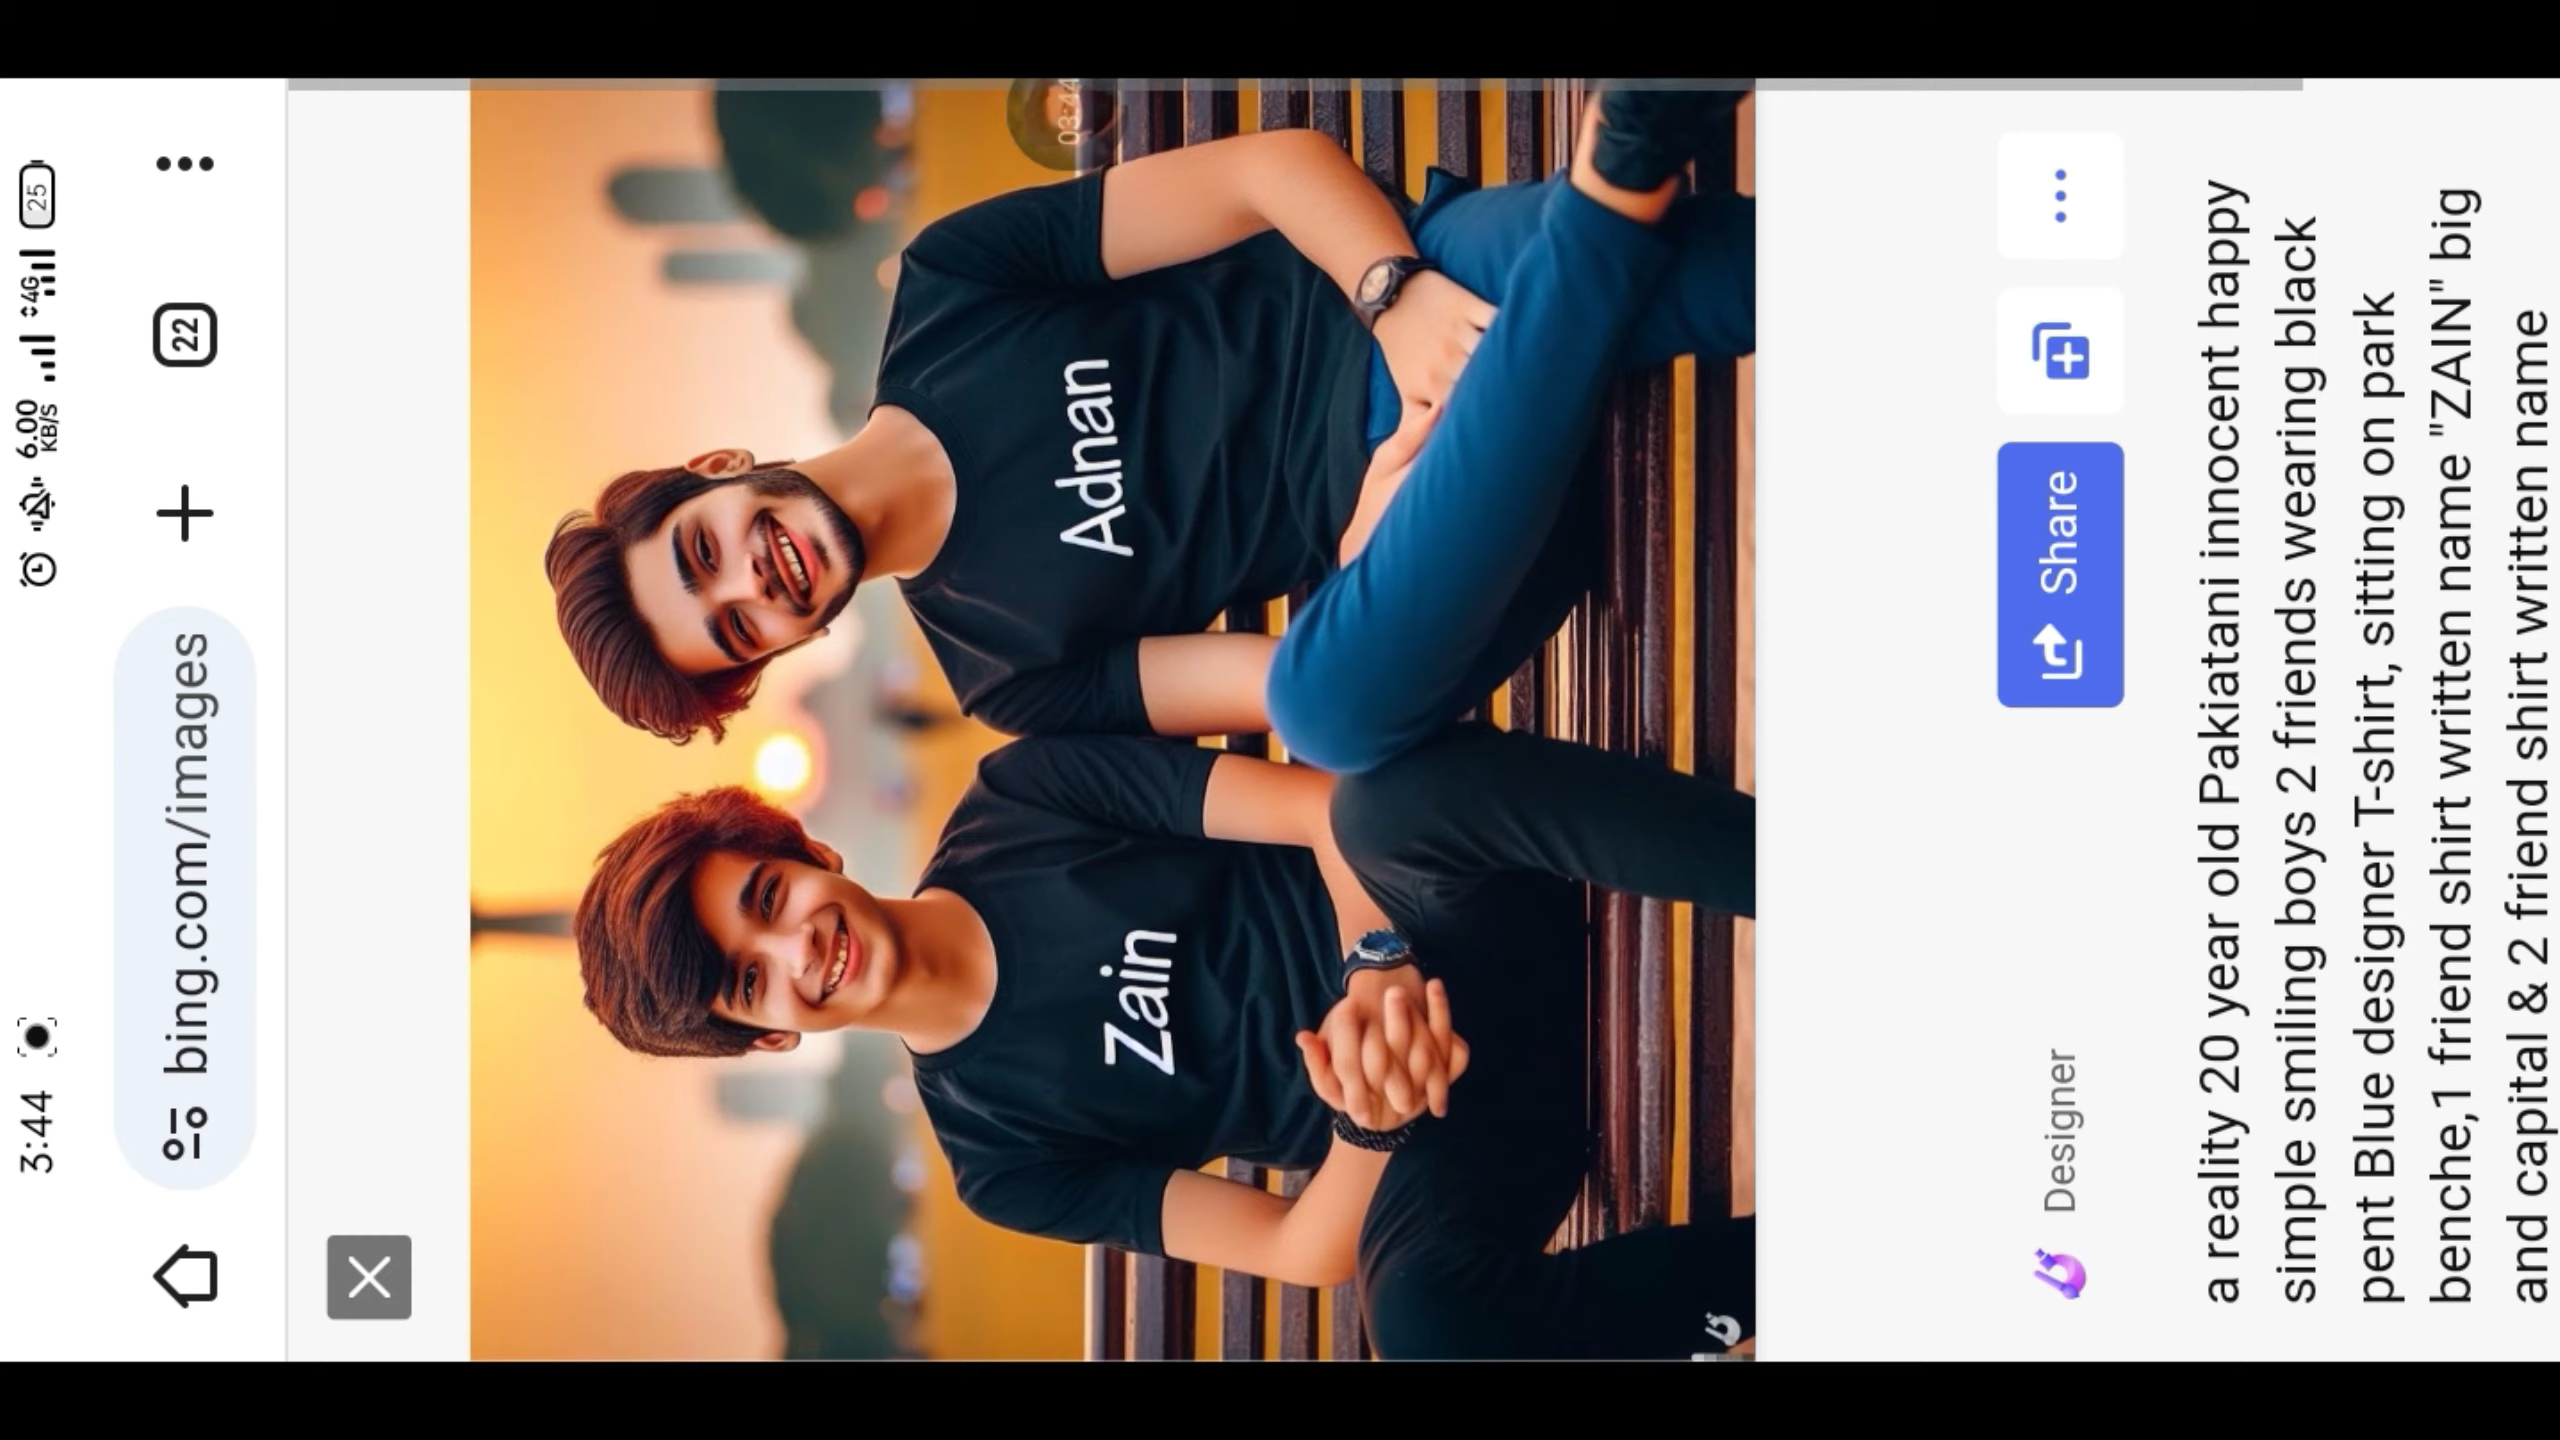 3:44 6.00 KB/S 4G 25
bing.com/images 22
03:44
Zain Adnan
Designer Share
a reality 20 year old Pakiatani innocent happy
simple smiling boys 2 friends wearing black
pent Blue designer T-shirt, sitting on park
benche,1 friend shirt written name "ZAIN" big
and capital & 2 friend shirt written name